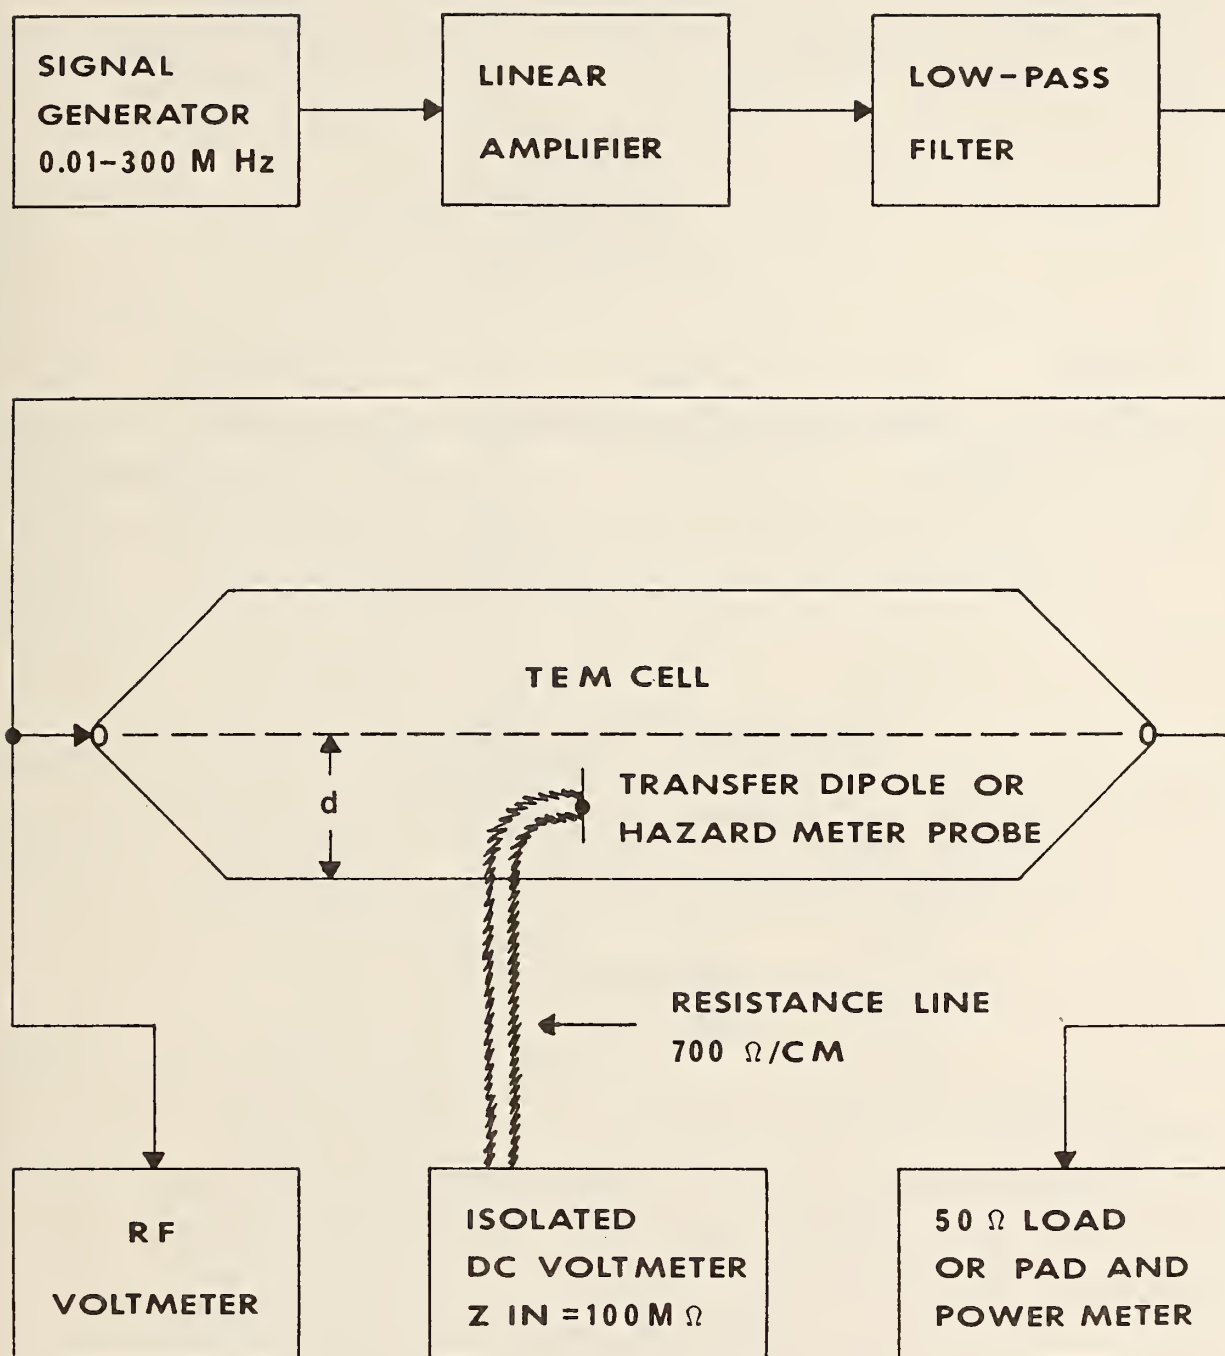 SIGNAL
GENERATOR
0.01-300 M Hz
LINEAR
AMPLIFIER
LOW-PASS
FILTER
TEM CELL
d
TRANSFER DIPOLE OR
HAZARD METER PROBE
RESISTANCE LINE
700 Ω/CM
RF
VOLTMETER
ISOLATED
DC VOLTMETER
Z IN =100 M Ω
50 Ω LOAD
OR PAD AND
POWER METER